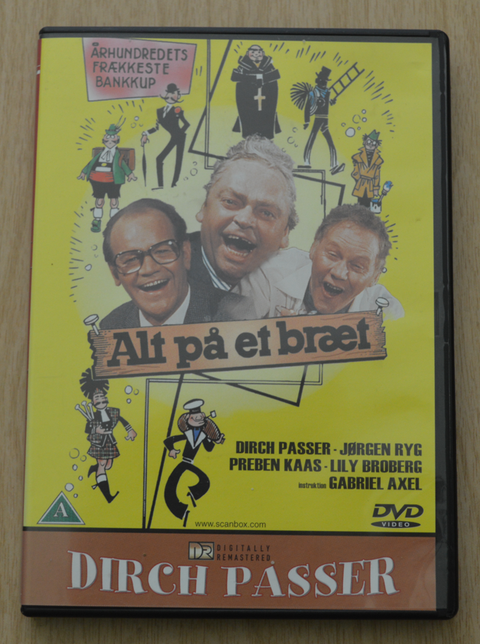 ÅRHUNDREDETS
FRÆKKESTE
BANKKUP
Alt på et bræt
DIRCH PASSER · JØRGEN RYG
PREBEN KAAS · LILY BROBERG
instruktion GABRIEL AXEL
A
www.scanbox.com
DVD
VIDEO
DR DIGITALLY
REMASTERED
DIRCH PASSER